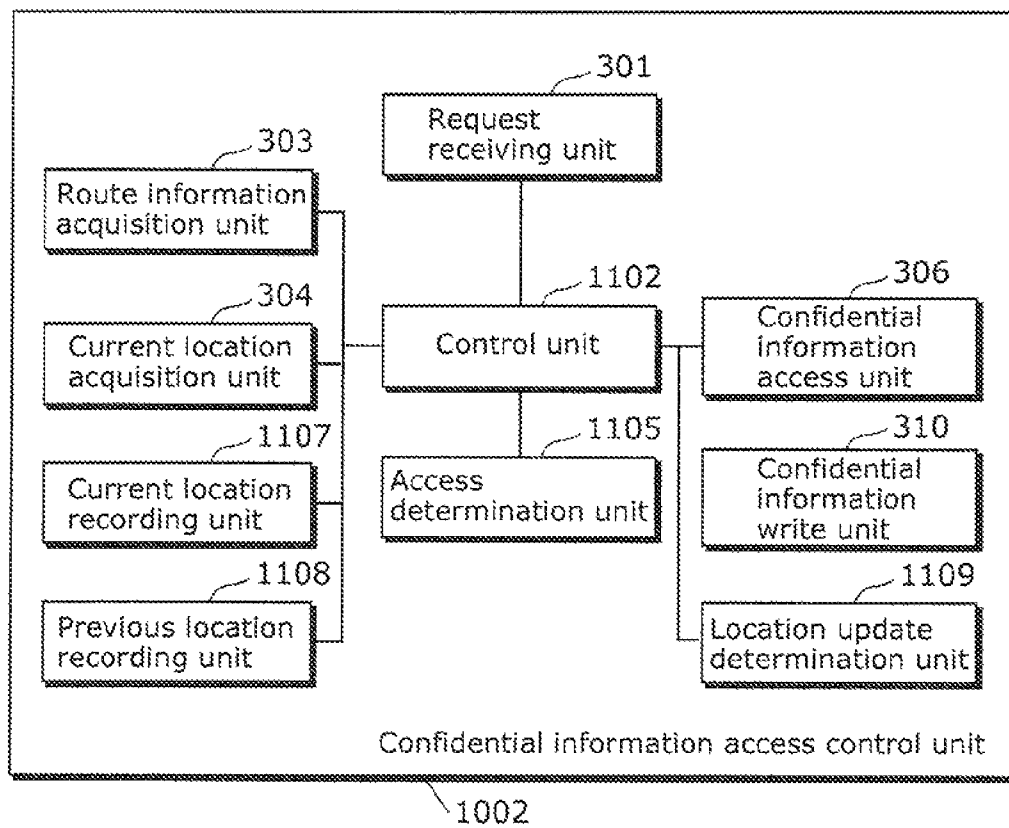 301
Request
receiving unit
303
Route information
acquisition unit
304
Current location
acquisition unit
1102
Control unit
306
Confidential
information
access unit
1107
Current location
recording unit
1105
Access
determination unit
310
Confidential
information
write unit
1108
Previous location
recording unit
1109
Location update
determination unit
Confidential information access control unit
1002